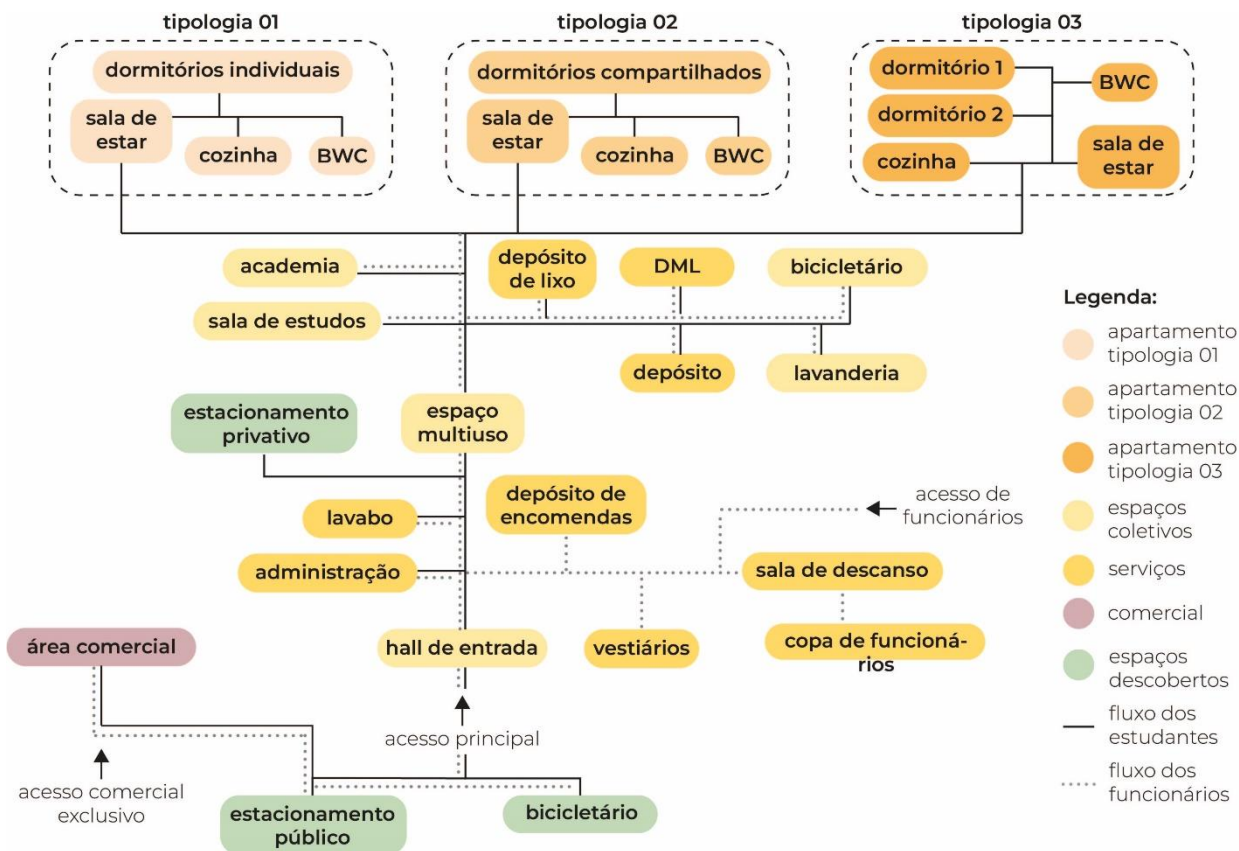 tipologia 01
tipologia 02
tipologia 03
dormitórios individuais
sala de
estar
cozinha
BWC
dormitórios compartilhados
sala de
estar
cozinha
BWC
dormitório 1
BWC
dormitório 2
cozinha
sala de
estar
academia
depósito
de lixo
DML
bicicletário
sala de estudos
depósito
lavanderia
estacionamento
privativo
espaço
multiuso
lavabo
depósito de
encomendas
acesso de
funcionários
administração
sala de descanso
área comercial
hall de entrada
vestiários
copa de funcioná-
rios
acesso principal
acesso comercial
exclusivo
estacionamento
público
bicicletário
Legenda:
apartamento
tipologia 01
apartamento
tipologia 02
apartamento
tipologia 03
espaços
coletivos
serviços
comercial
espaços
descobertos
fluxo dos
estudantes
fluxo dos
funcionários